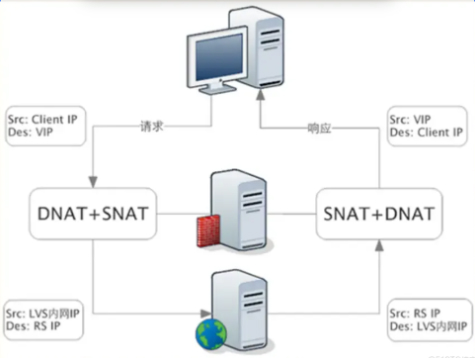 Src: Client IP
Des: VIP
请求
响应
Src: VIP
Des: Client IP
DNAT+SNAT
SNAT+DNAT
Src: LVS内网IP
Des: RS IP
Src: RS IP
Des: LVS内网IP